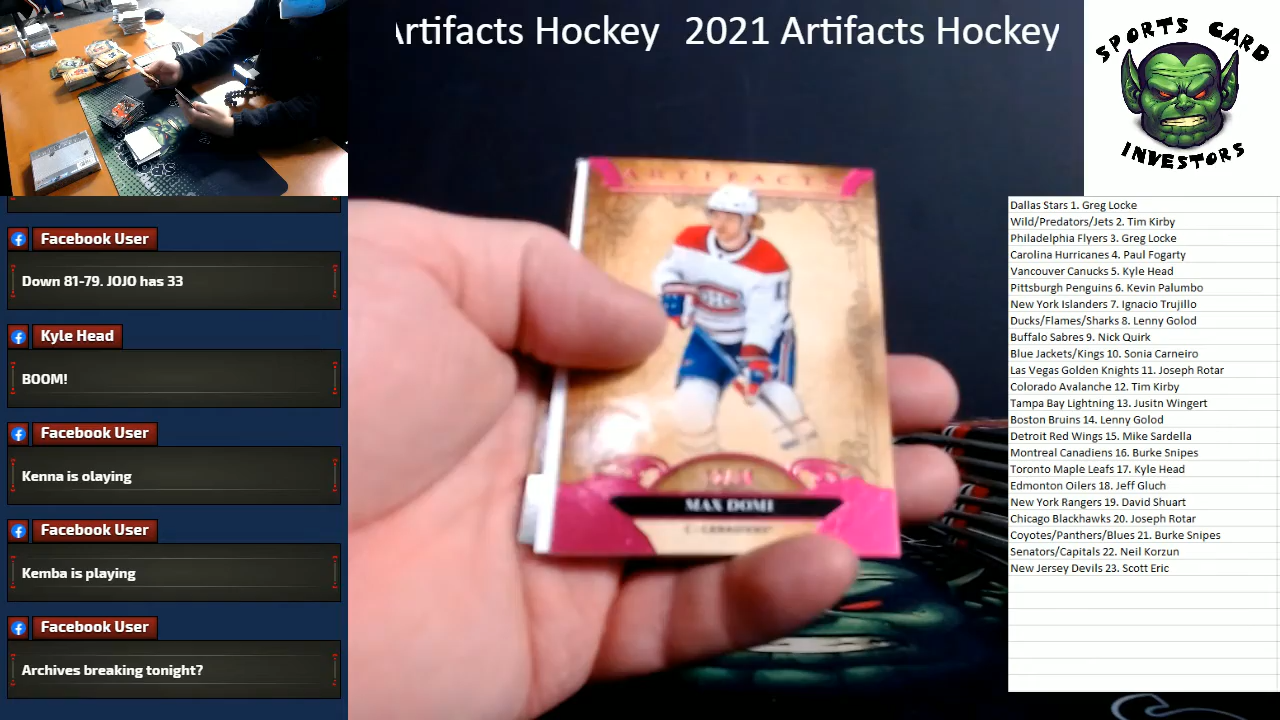 Artifacts Hockey 2021 Artifacts Hockey
SPORTS CARD
INVESTORS
Facebook User
Down 81-79. JOJO has 33
Kyle Head
BOOM!
Facebook User
Kenna is olaying
Facebook User
Kemba is playing
Facebook User
Archives breaking tonight?
ARTIFACTS
MAX DOMI
C - CANADIENS
Dallas Stars 1. Greg Locke
Wild/Predators/Jets 2. Tim Kirby
Philadelphia Flyers 3. Greg Locke
Carolina Hurricanes 4. Paul Fogarty
Vancouver Canucks 5. Kyle Head
Pittsburgh Penguins 6. Kevin Palumbo
New York Islanders 7. Ignacio Trujillo
Ducks/Flames/Sharks 8. Lenny Golod
Buffalo Sabres 9. Nick Quirk
Blue Jackets/Kings 10. Sonia Carneiro
Las Vegas Golden Knights 11. Joseph Rotar
Colorado Avalanche 12. Tim Kirby
Tampa Bay Lightning 13. Jusitn Wingert
Boston Bruins 14. Lenny Golod
Detroit Red Wings 15. Mike Sardella
Montreal Canadiens 16. Burke Snipes
Toronto Maple Leafs 17. Kyle Head
Edmonton Oilers 18. Jeff Gluch
New York Rangers 19. David Shuart
Chicago Blackhawks 20. Joseph Rotar
Coyotes/Panthers/Blues 21. Burke Snipes
Senators/Capitals 22. Neil Korzun
New Jersey Devils 23. Scott Eric